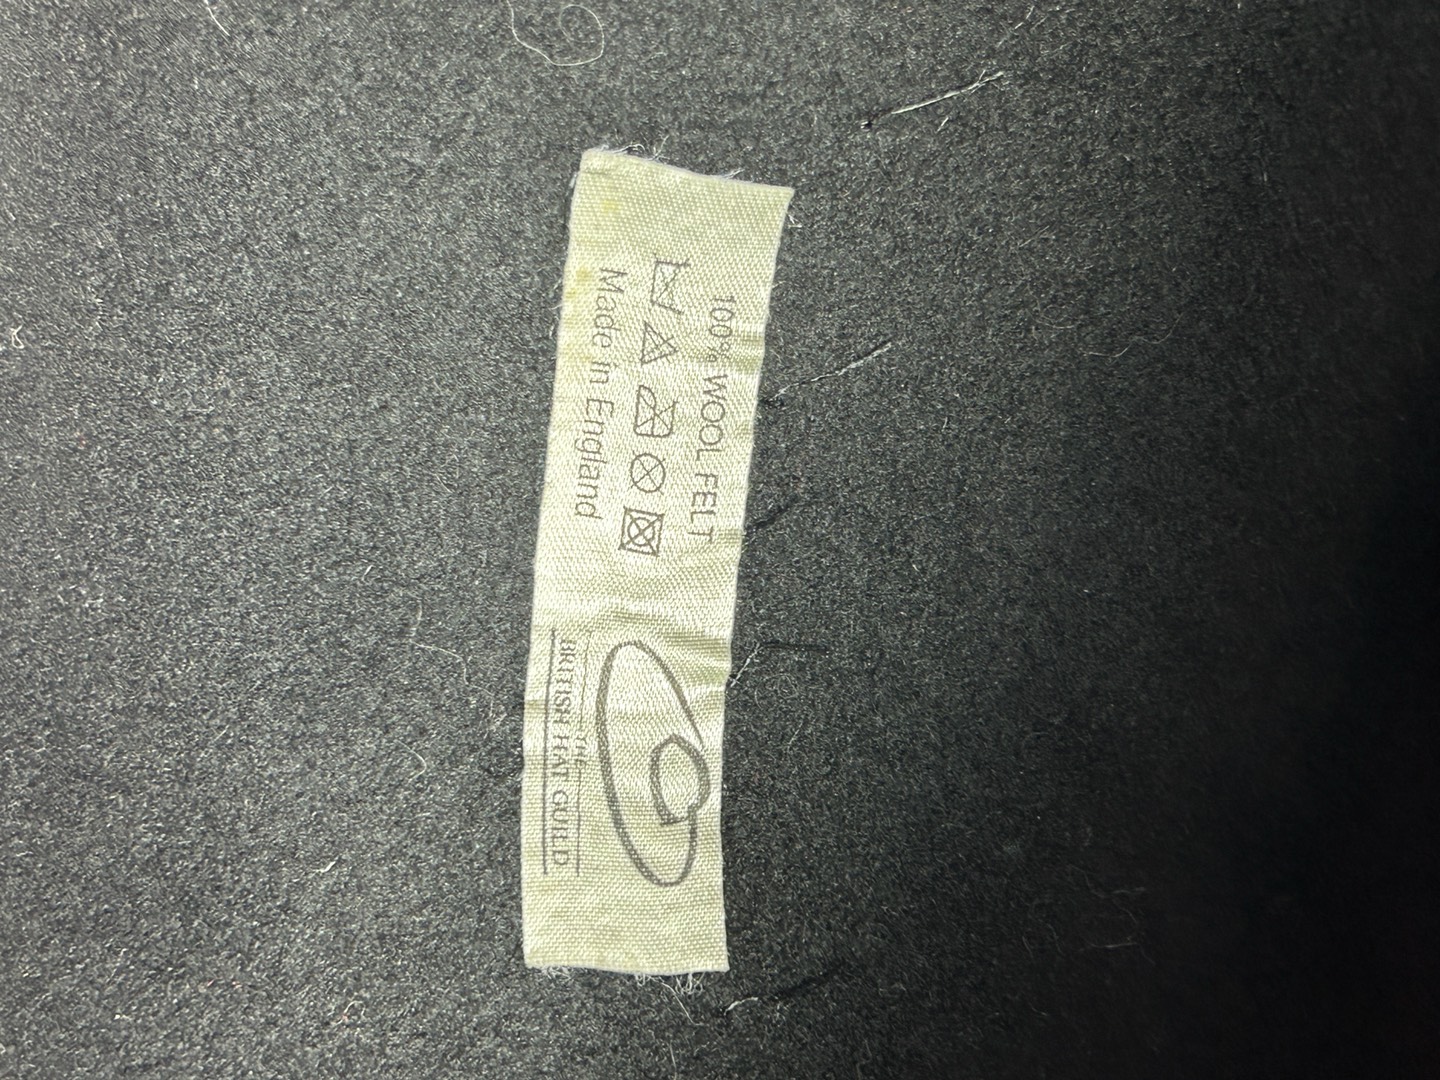 100% WOOL FELT
Made in England
THE
BRITISH HAT GUILD